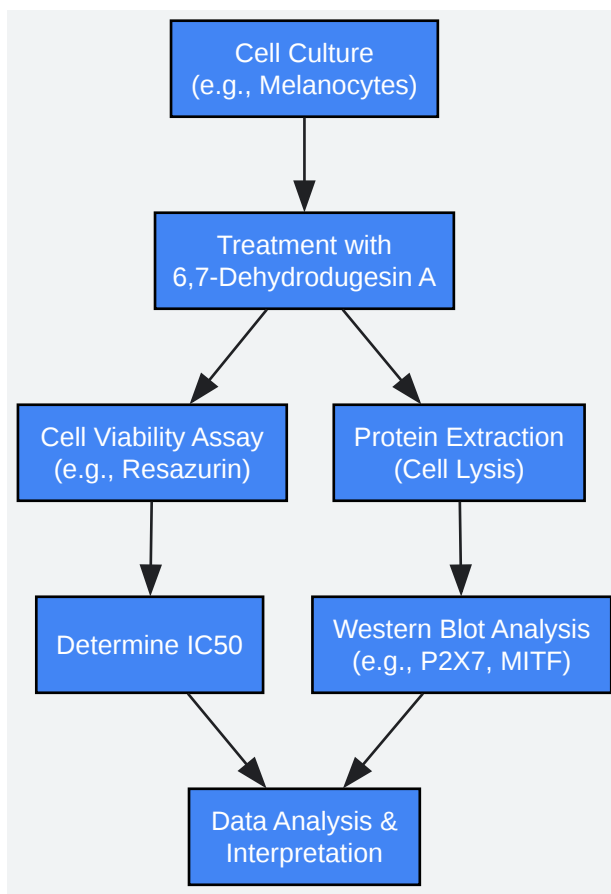 Cell Culture
(e.g., Melanocytes)
Treatment with
6,7-Dehydrodugesin A
Cell Viability Assay
(e.g., Resazurin)
Protein Extraction
(Cell Lysis)
Determine IC50
Western Blot Analysis
(e.g., P2X7, MITF)
Data Analysis &
Interpretation